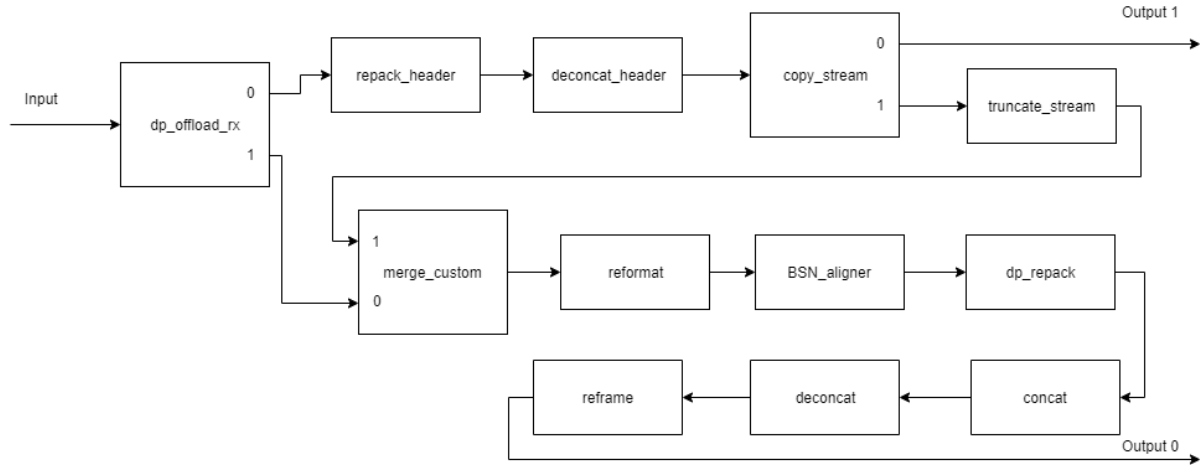 Output 1
0
repack_header
deconcat_header
copy_stream
Input
0
dp_offload_rx
1
truncate_stream
1
1
merge_custom
0
reformat
BSN_aligner
dp_repack
reframe
deconcat
concat
Output 0